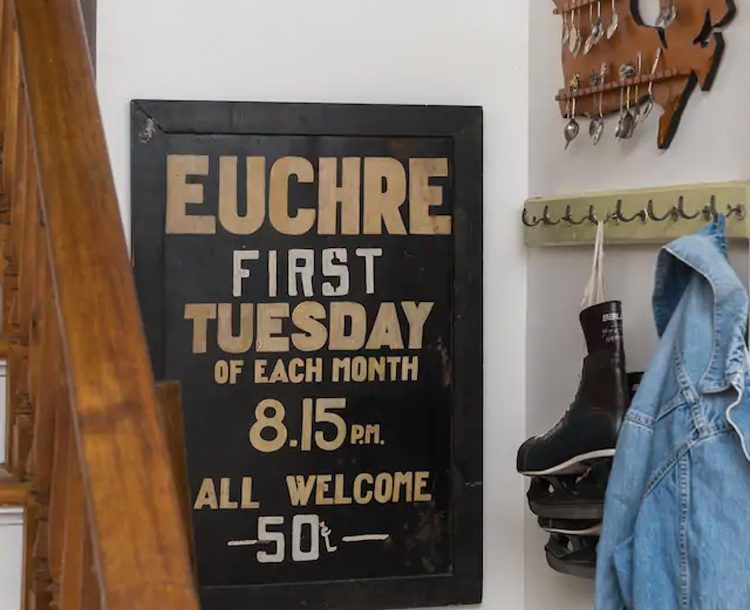 EUCHRE
FIRST
TUESDAY
OF EACH MONTH
8.15 P.M.
ALL WELCOME
—50¢—